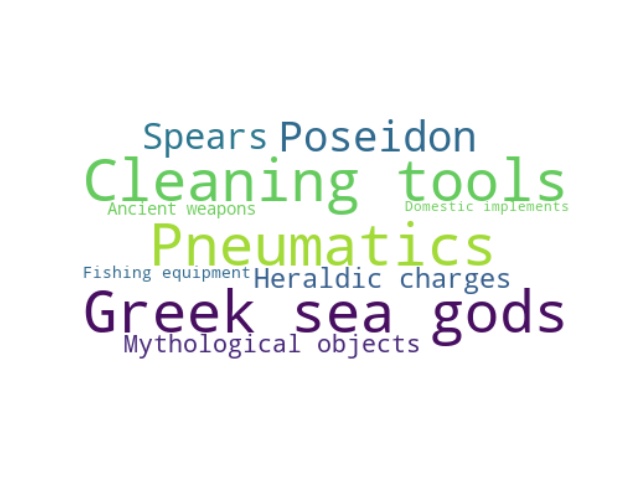 Spears Poseidon
Cleaning tools
Ancient weapons Domestic implements
Pneumatics
Fishing equipment Heraldic charges
Greek sea gods
Mythological objects